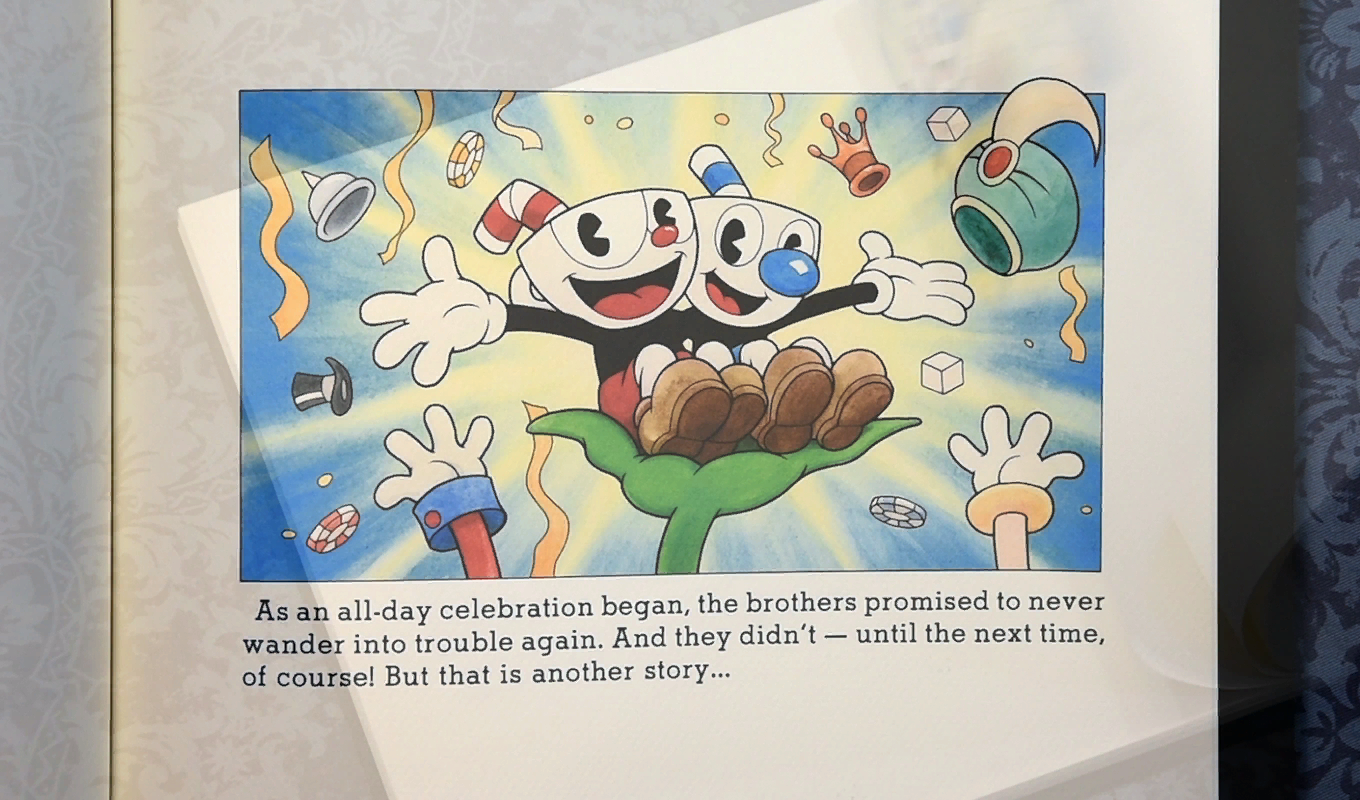 As an all-day celebration began, the brothers promised to never
wander into trouble again. And they didn't — until the next time,
of course! But that is another story...